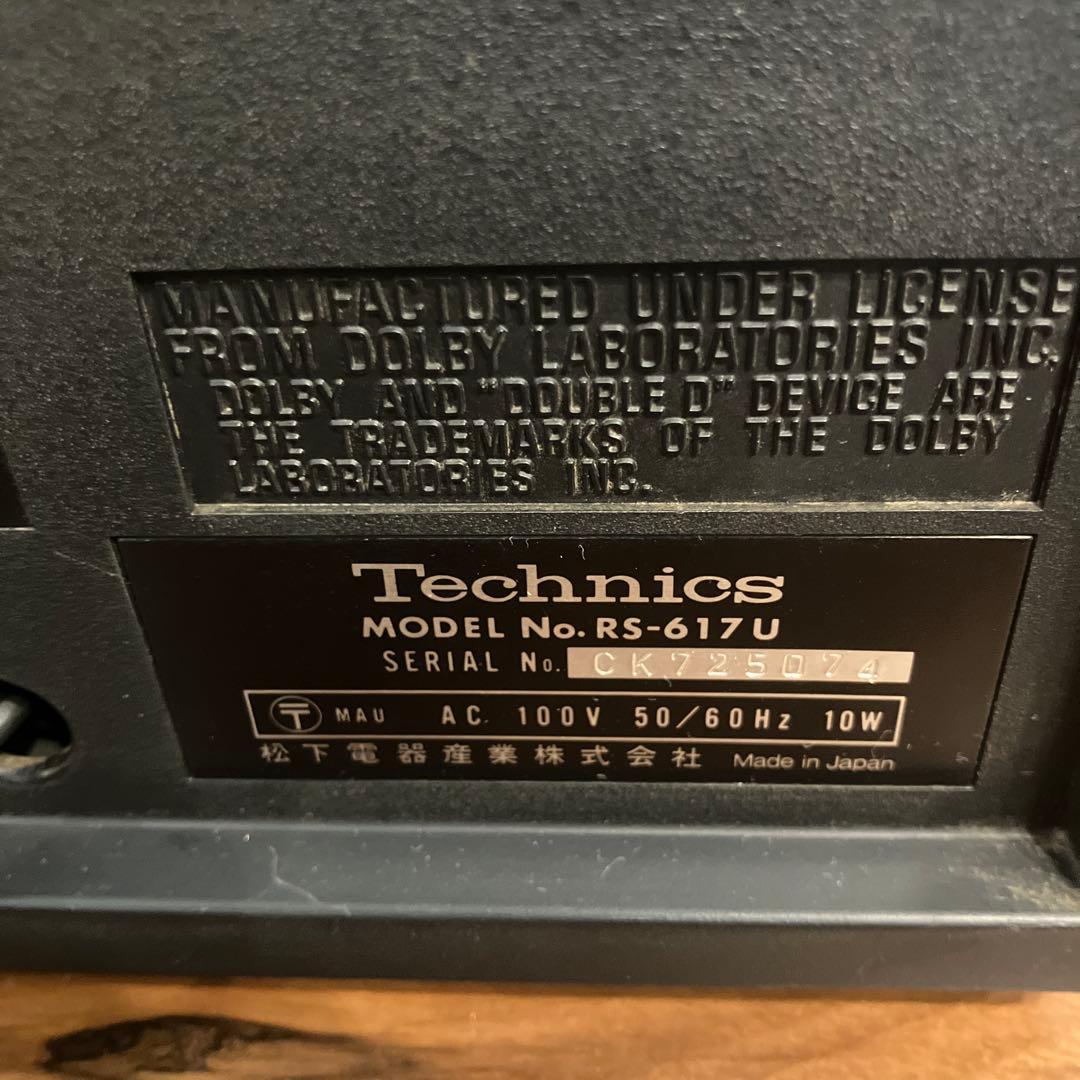 MANUFACTURED UNDER LICENSE
FROM DOLBY LABORATORIES INC.
DOLBY AND "DOUBLE D" DEVICE ARE
THE TRADEMARKS OF THE DOLBY
LABORATORIES INC.
Technics
MODEL No. RS-617U
SERIAL No. CK725074
〒 MAU AC 100V 50/60Hz 10W
松下電器産業株式会社 Made in Japan